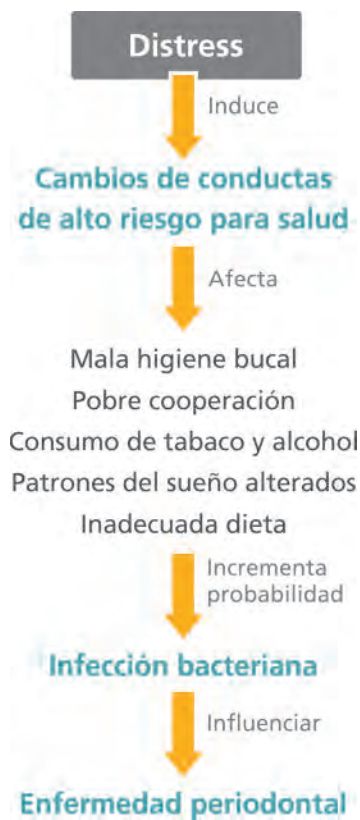 Distress
Induce
Cambios de conductas
de alto riesgo para salud
Afecta
Mala higiene bucal
Pobre cooperación
Consumo de tabaco y alcohol
Patrones del sueño alterados
Inadecuada dieta
Incrementa
probabilidad
Infección bacteriana
Influenciar
Enfermedad periodontal